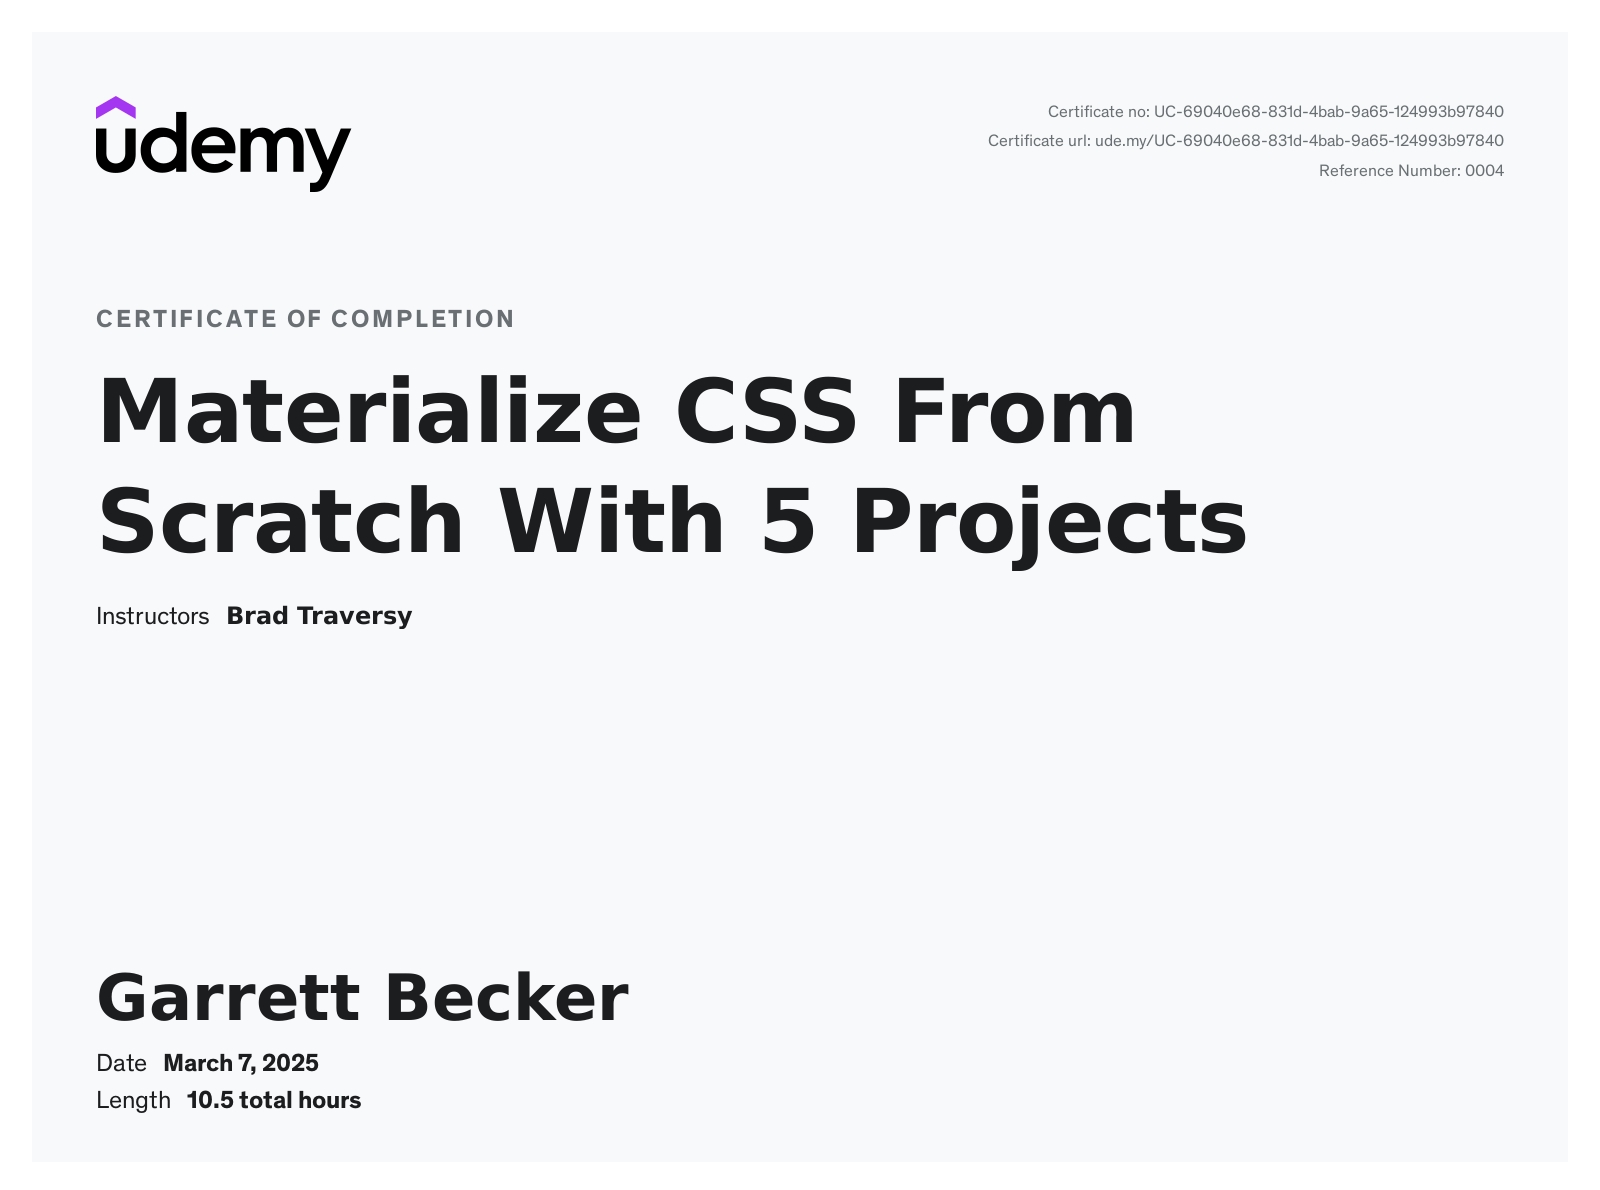 udemy
Certificate no: UC-69040e68-831d-4bab-9a65-124993b97840
Certificate url: ude.my/UC-69040e68-831d-4bab-9a65-124993b97840
Reference Number: 0004
CERTIFICATE OF COMPLETION
Materialize CSS From
Scratch With 5 Projects
Instructors Brad Traversy
Garrett Becker
Date March 7, 2025
Length 10.5 total hours